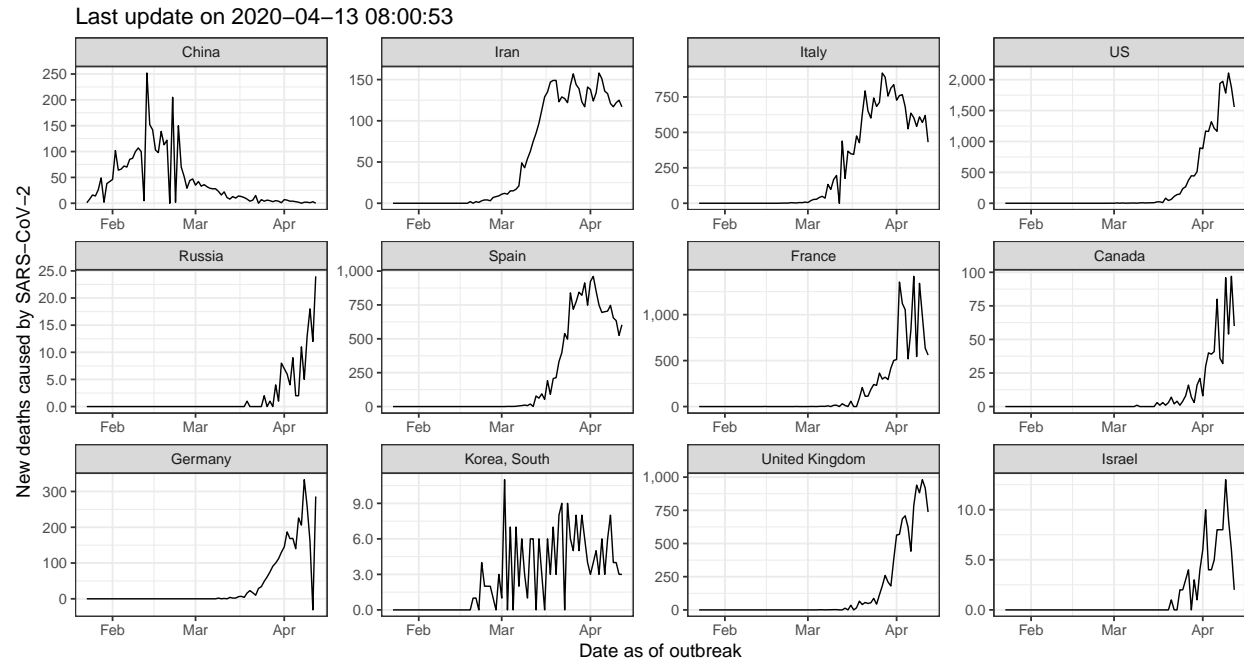 Last update on 2020−04−13 08:00:53
China Iran Italy US
250 200 150 100 50 0
150 100 50 0
750 500 250 0
2,000 1,500 1,000 500 0
Feb Mar Apr Feb Mar Apr Feb Mar Apr Feb Mar Apr
Russia Spain France Canada
25.0 20.0 15.0 10.0 5.0 0.0
1,000 750 500 250 0
1,000 500 0
100 75 50 25 0
Feb Mar Apr Feb Mar Apr Feb Mar Apr Feb Mar Apr
Germany Korea, South United Kingdom Israel
300 200 100 0
9.0 6.0 3.0 0.0
1,000 750 500 250 0
10.0 5.0 0.0
Feb Mar Apr Feb Mar Apr Feb Mar Apr Feb Mar Apr
New deaths caused by SARS−CoV−2
Date as of outbreak